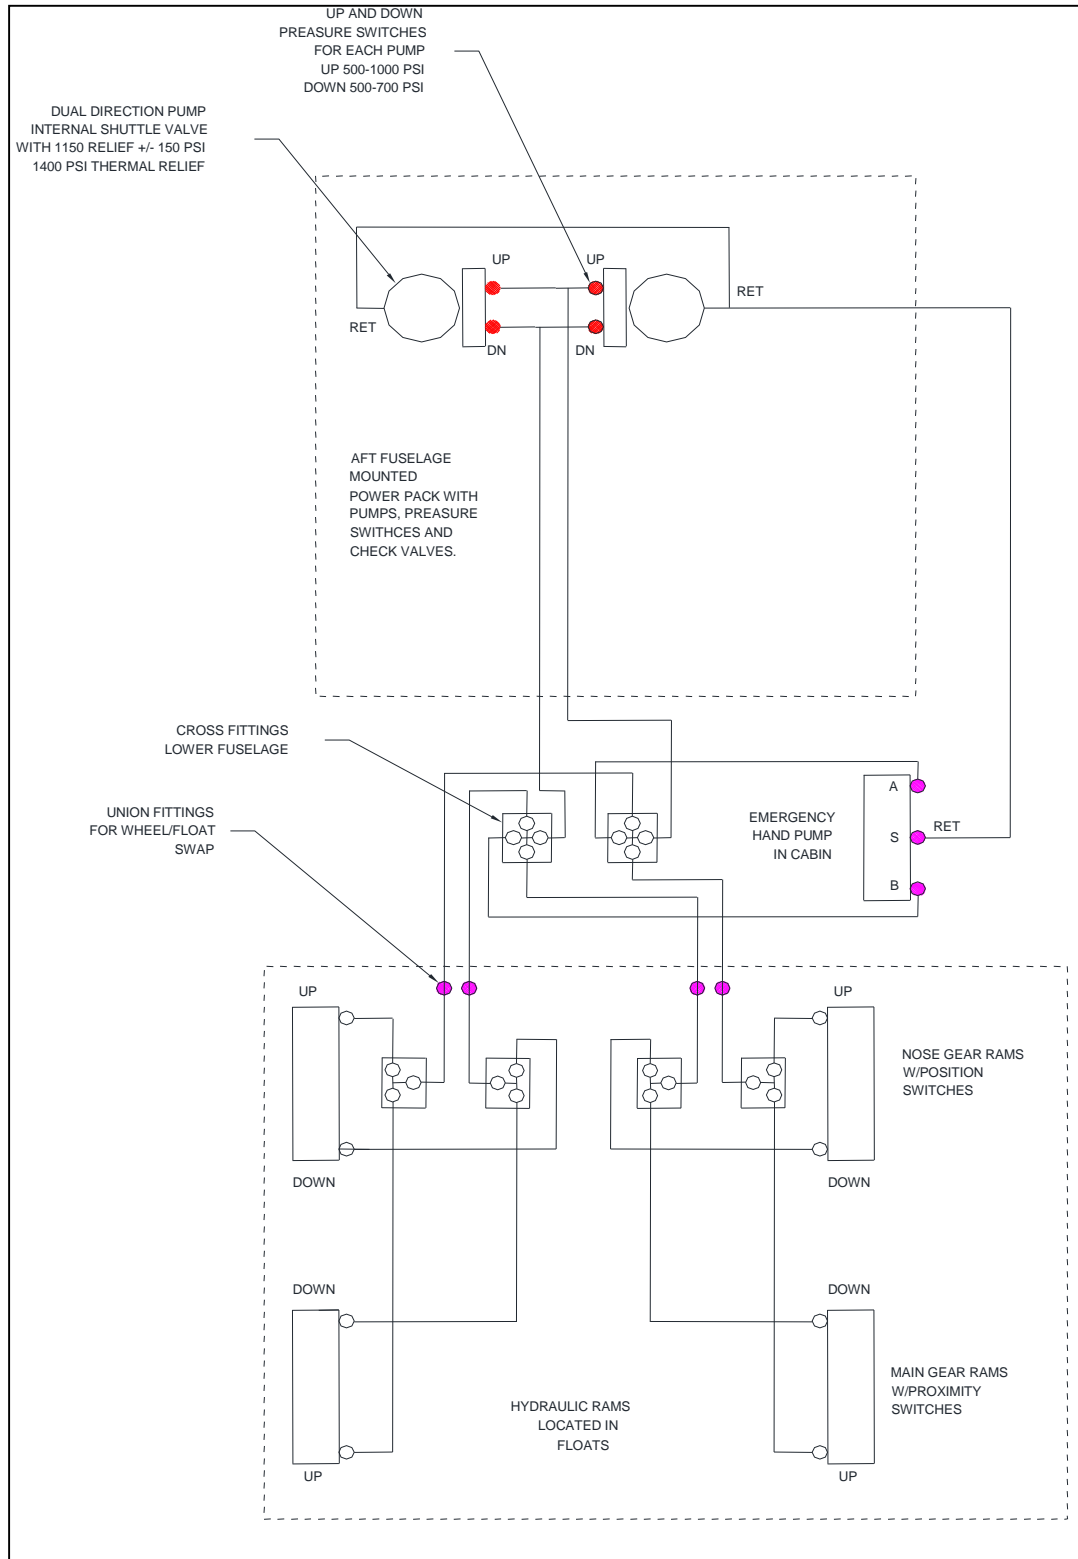 UP AND DOWN
PREASURE SWITCHES
FOR EACH PUMP
UP 500-1000 PSI
DOWN 500-700 PSI
DUAL DIRECTION PUMP
INTERNAL SHUTTLE VALVE
WITH 1150 RELIEF +/- 150 PSI
1400 PSI THERMAL RELIEF
UP
UP
RET
RET
DN
DN
AFT FUSELAGE
MOUNTED
POWER PACK WITH
PUMPS, PREASURE
SWITHCES AND
CHECK VALVES.
CROSS FITTINGS
LOWER FUSELAGE
UNION FITTINGS
FOR WHEEL/FLOAT
SWAP
EMERGENCY
HAND PUMP
IN CABIN
A
S
RET
B
UP
UP
NOSE GEAR RAMS
W/POSITION
SWITCHES
DOWN
DOWN
DOWN
DOWN
MAIN GEAR RAMS
W/PROXIMITY
SWITCHES
HYDRAULIC RAMS
LOCATED IN
FLOATS
UP
UP